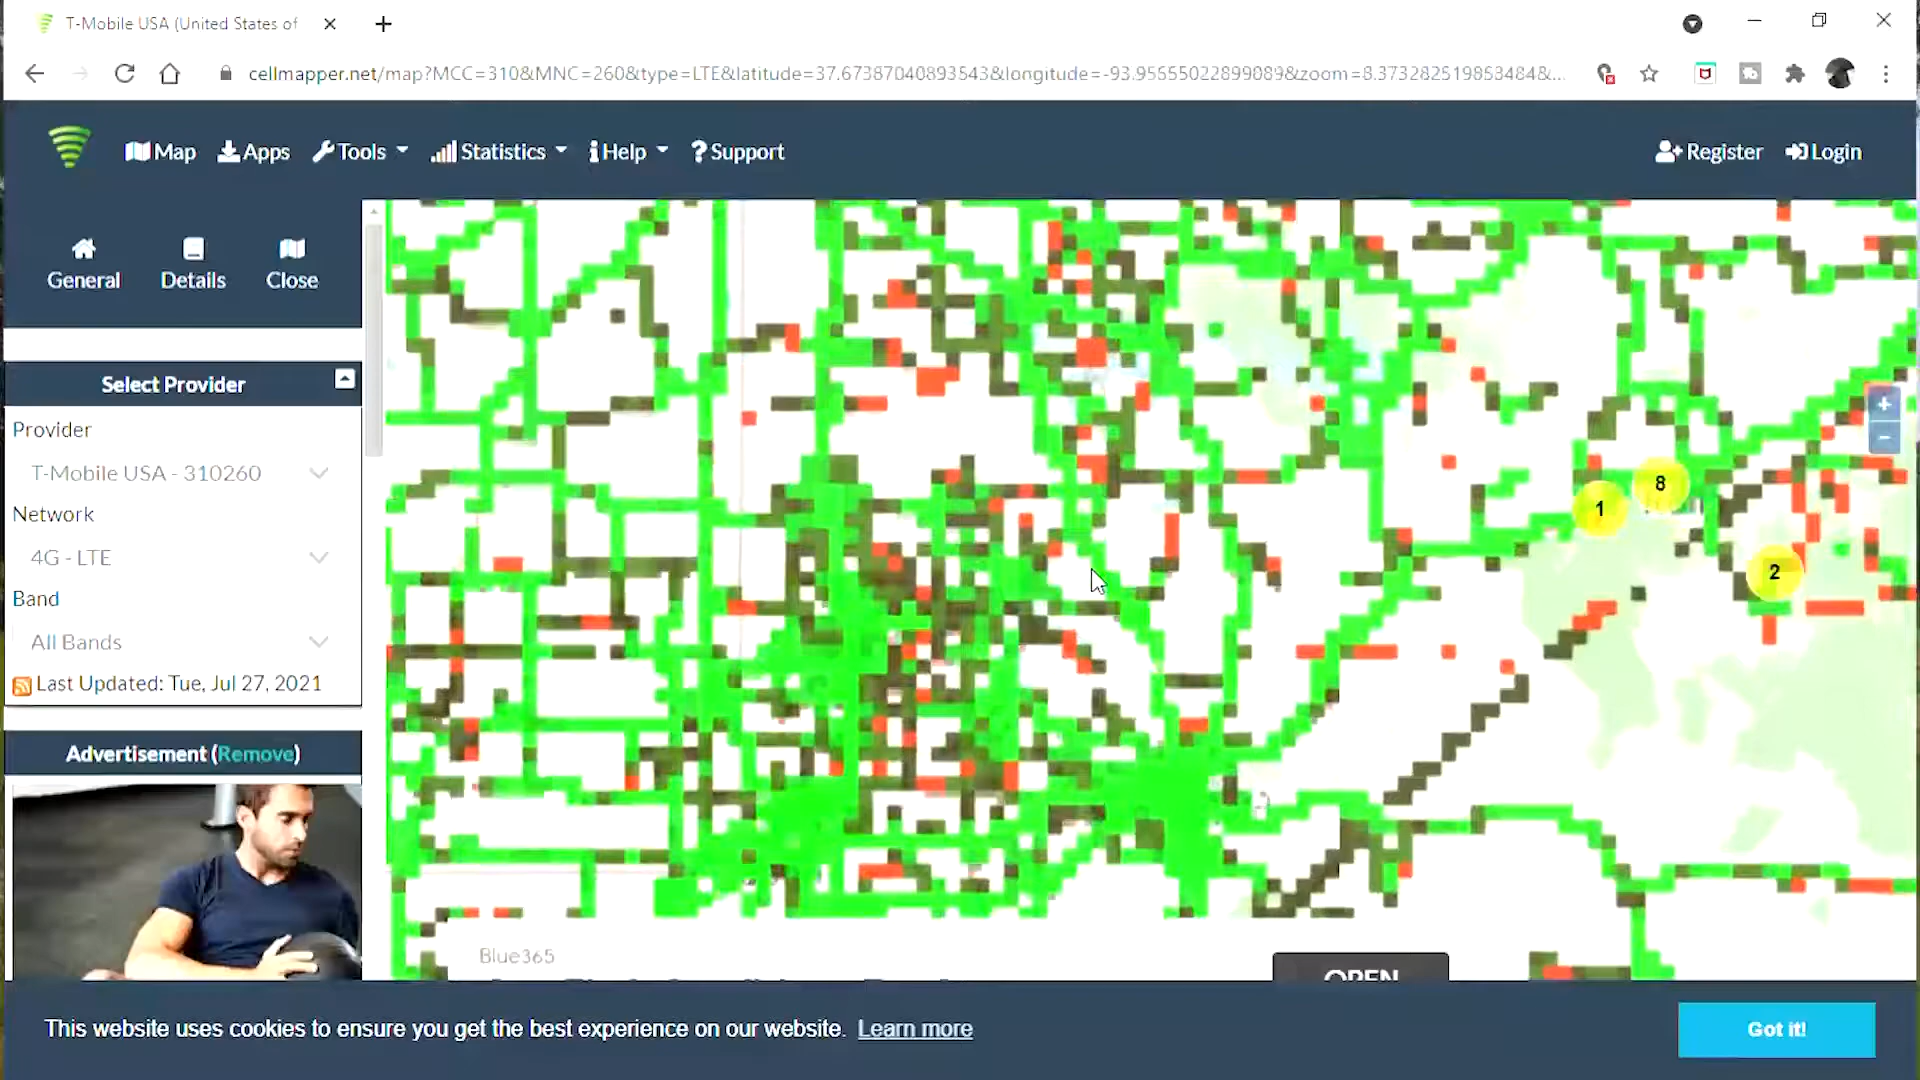 T-Mobile USA (United States of
cellmapper.net/map?MCC=310&MNC=260&type=LTE&latitude=37.67387040893543&longitude=-93.95555022899089&zoom=8.373282519853484&...
Map Apps Tools Statistics Help Support Register Login
General Details Close
Select Provider
Provider
T-Mobile USA - 310260
Network
4G - LTE
Band
All Bands
Last Updated: Tue, Jul 27, 2021
Advertisement (Remove)
+
-
8
1
2
Blue365
OPEN
This website uses cookies to ensure you get the best experience on our website. Learn more
Got it!